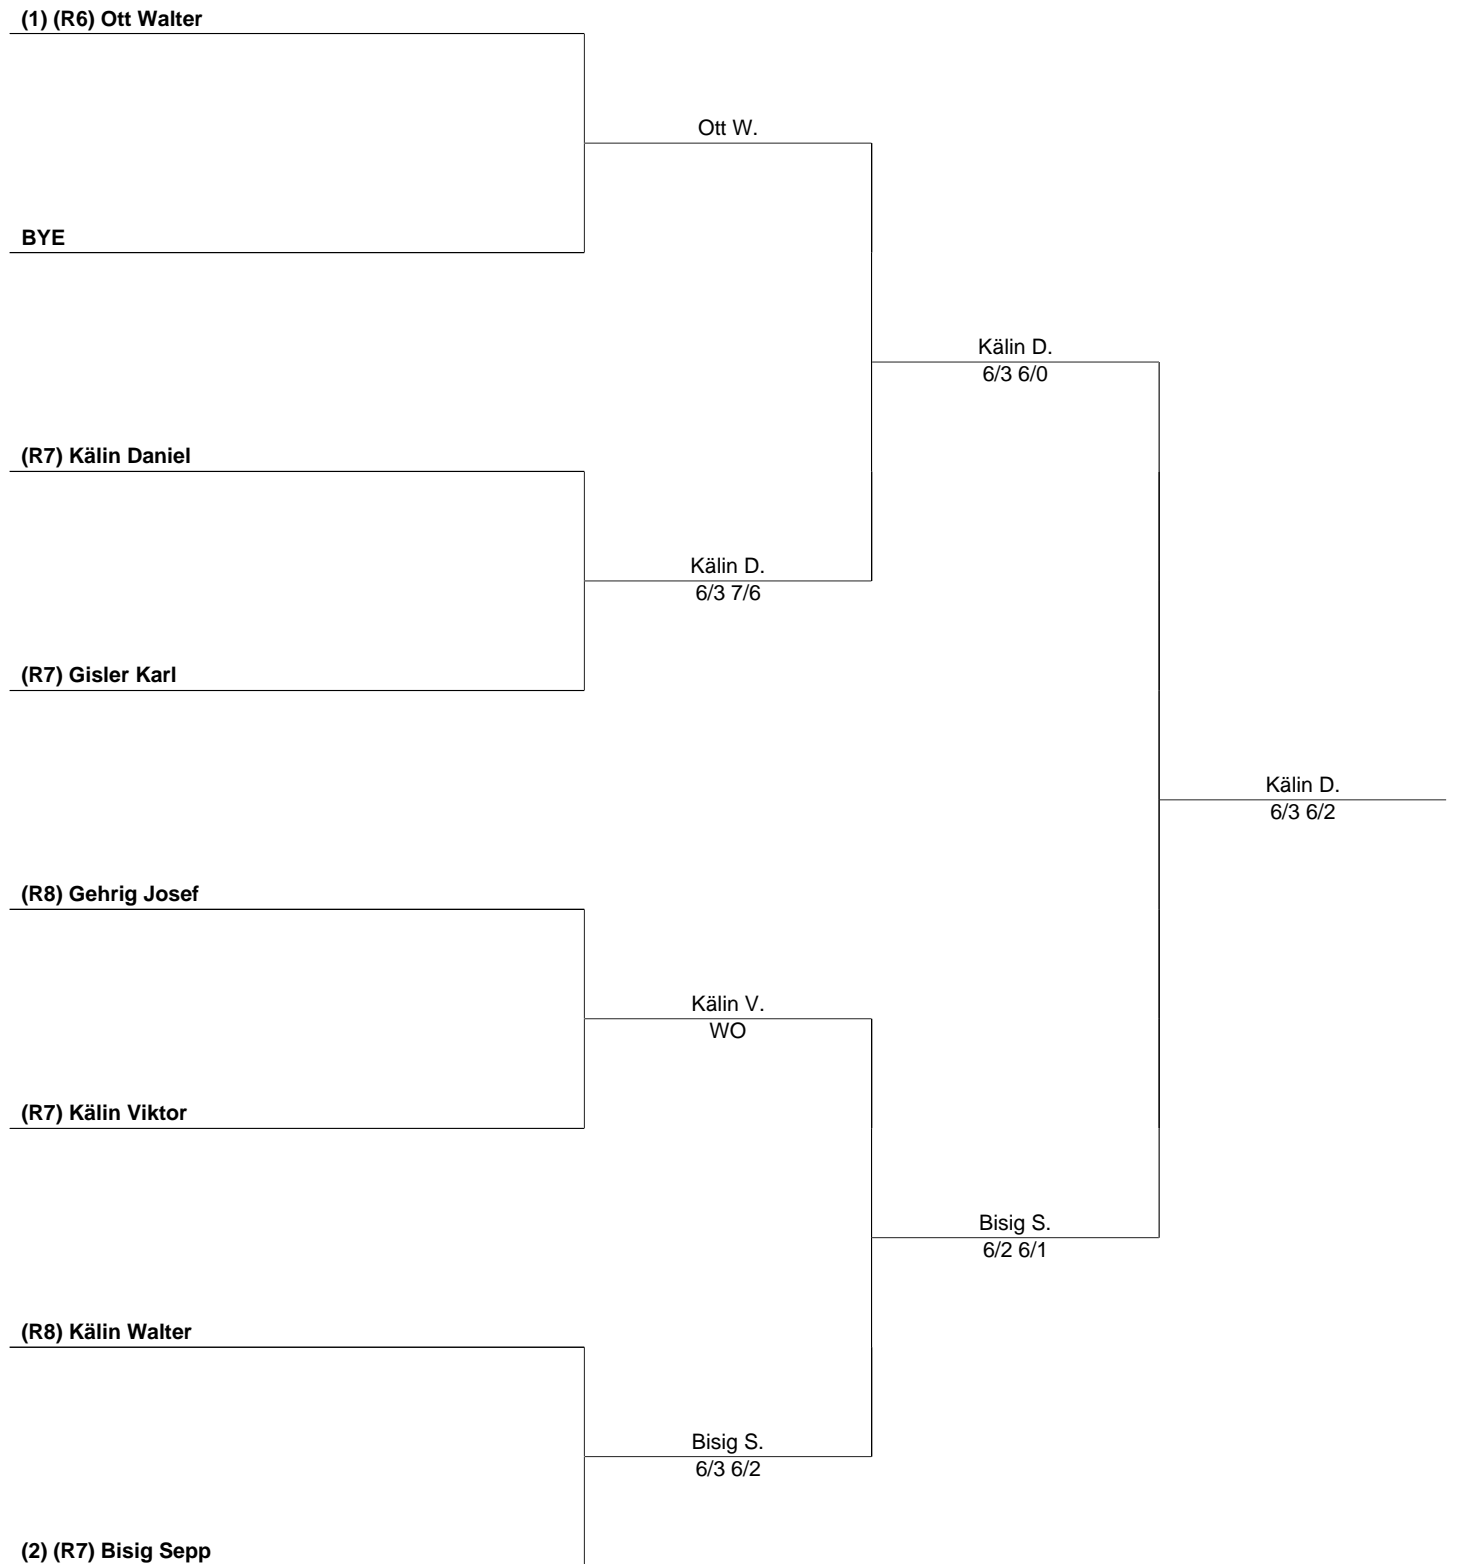 (1) (R6) Ott Walter
Ott W.
BYE
Kälin D.
6/3 6/0
(R7) Kälin Daniel
Kälin D.
6/3 7/6
(R7) Gisler Karl
Kälin D.
6/3 6/2
(R8) Gehrig Josef
Kälin V.
WO
(R7) Kälin Viktor
Bisig S.
6/2 6/1
(R8) Kälin Walter
Bisig S.
6/3 6/2
(2) (R7) Bisig Sepp